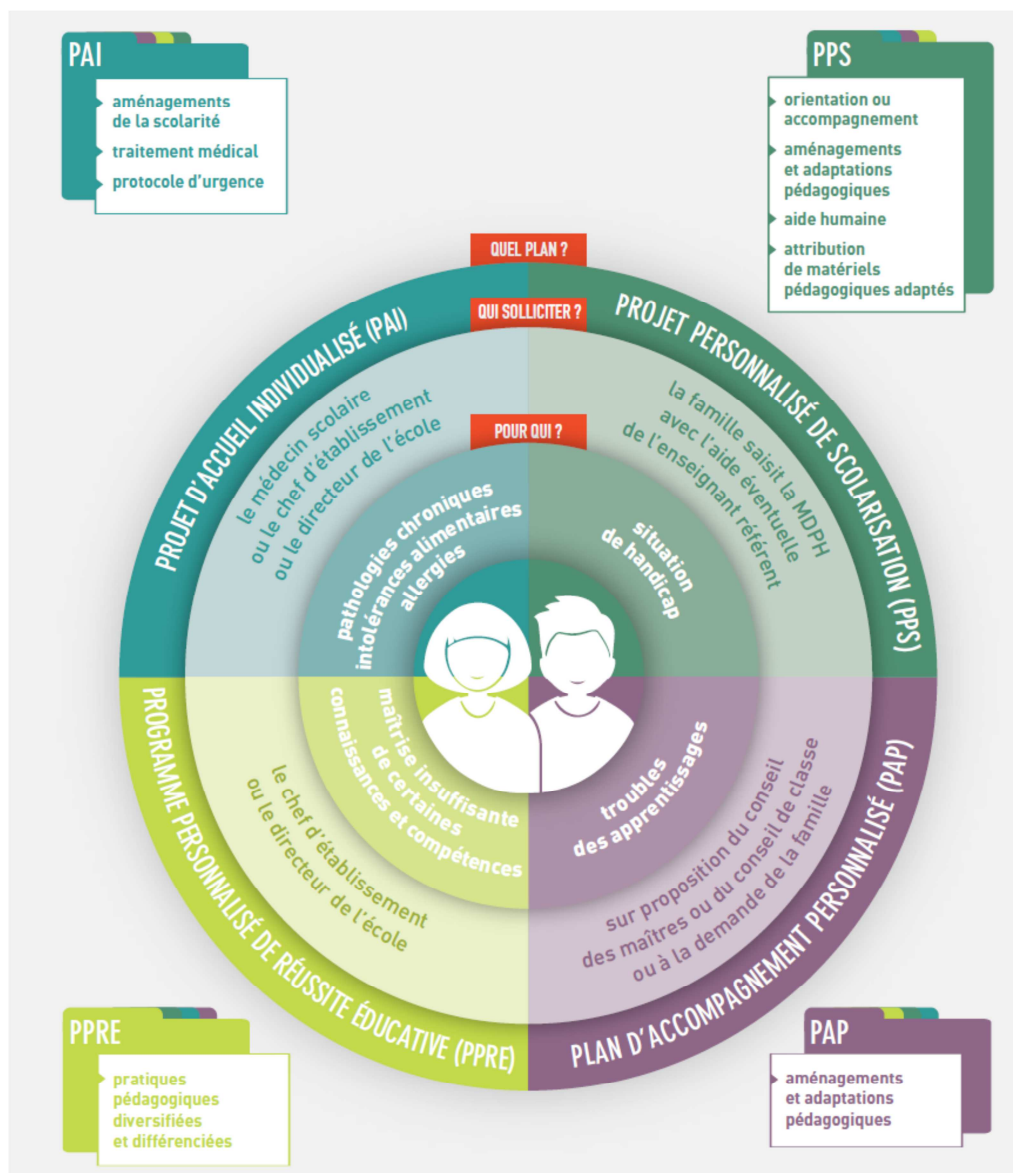 PAI
aménagements
de la scolarité
traitement médical
protocole d'urgence
PPS
orientation ou
accompagnement
aménagements
et adaptations
pédagogiques
aide humaine
attribution
de matériels
pédagogiques adaptés
QUEL PLAN ?
QUI SOLLICITER ?
POUR QUI ?
PROJET D'ACCUEIL INDIVIDUALISÉ (PAI)
le médecin scolaire
ou le chef d'établissement
ou le directeur de l'école
pathologies chroniques
intolérances alimentaires
allergies
PROJET PERSONNALISÉ DE SCOLARISATION (PPS)
la famille saisit la MDPH
avec l'aide éventuelle
de l'enseignant référent
situation
de handicap
PROGRAMME PERSONNALISÉ DE RÉUSSITE ÉDUCATIVE (PPRE)
le chef d'établissement
ou le directeur de l'école
maîtrise insuffisante
de certaines
connaissances et compétences
PLAN D'ACCOMPAGNEMENT PERSONNALISÉ (PAP)
sur proposition du conseil
des maîtres ou du conseil de classe
ou à la demande de la famille
troubles
des apprentissages
PPRE
pratiques
pédagogiques
diversifiées
et différenciées
PAP
aménagements
et adaptations
pédagogiques